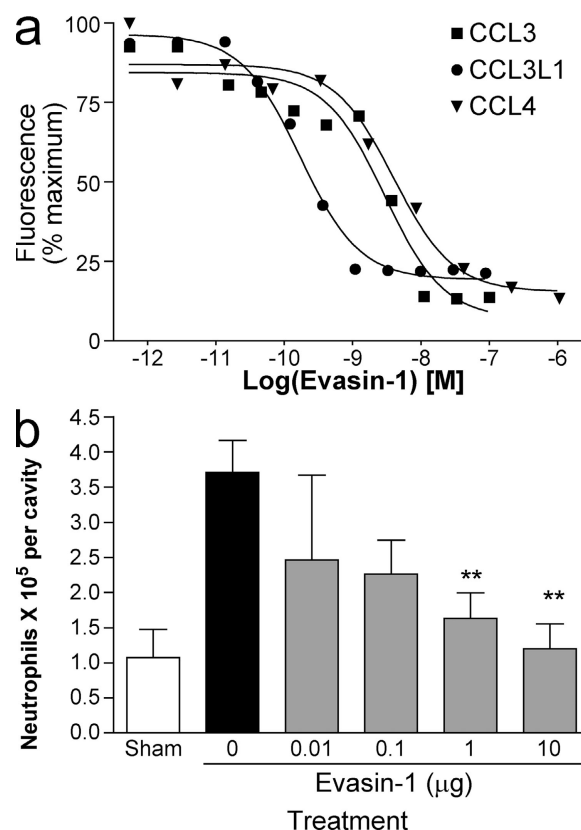 a
100
75
50
25
0
Fluorescence
(% maximum)
CCL3
CCL3L1
CCL4
-12 -11 -10 -9 -8 -7 -6
Log(Evasin-1) [M]
b
4.5
4.0
3.5
3.0
2.5
2.0
1.5
1.0
0.5
0.0
Neutrophils X 10⁵ per cavity
** **
Sham 0 0.01 0.1 1 10
Evasin-1 (µg)
Treatment